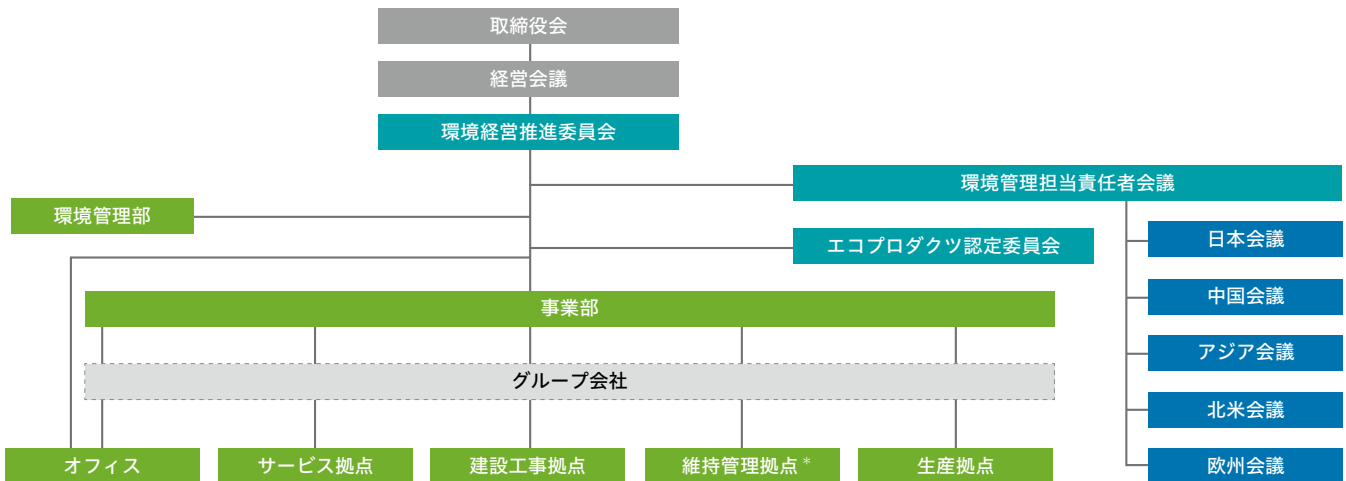 取締役会
経営会議
環境経営推進委員会
環境管理担当責任者会議
環境管理部
日本会議
エコプロダクツ認定委員会
中国会議
事業部
アジア会議
グループ会社
北米会議
オフィス
サービス拠点
建設工事拠点
維持管理拠点*
生産拠点
欧州会議